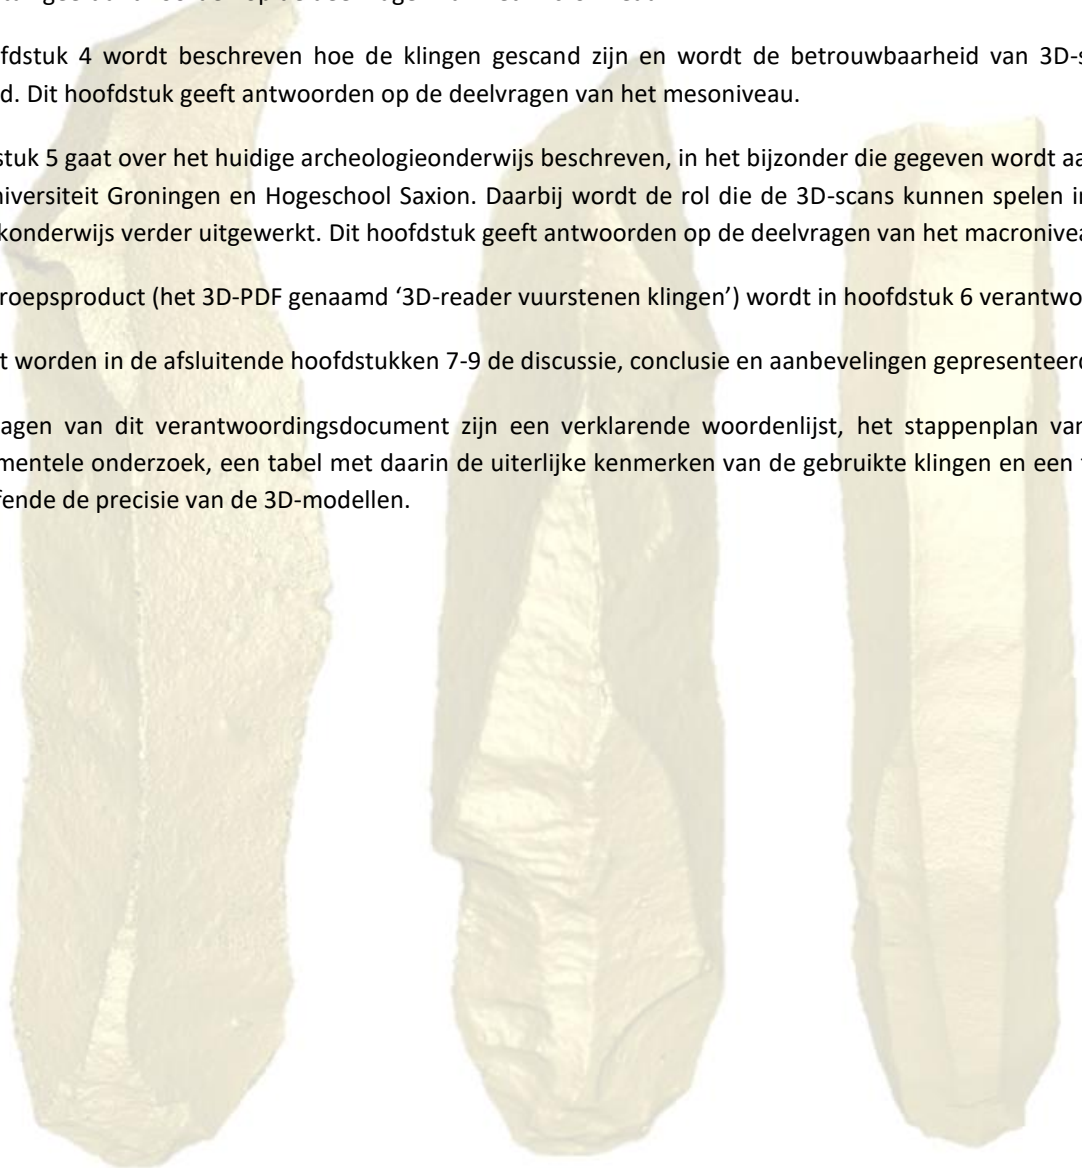 fdstuk 4 wordt beschreven hoe de klingen gescand zijn en wordt de betrouwbaarheid van 3D-s
d. Dit hoofdstuk geeft antwoorden op de deelvragen van het mesoniveau.
stuk 5 gaat over het huidige archeologieonderwijs beschreven, in het bijzonder die gegeven wordt aa
niversiteit Groningen en Hogeschool Saxion. Daarbij wordt de rol die de 3D-scans kunnen spelen in
konderwijs verder uitgewerkt. Dit hoofdstuk geeft antwoorden op de deelvragen van het macronivea
roepsproduct (het 3D-PDF genaamd ‘3D-reader vuurstenen klingen’) wordt in hoofdstuk 6 verantwo
t worden in de afsluitende hoofdstukken 7-9 de discussie, conclusie en aanbevelingen gepresenteerd
agen van dit verantwoordingsdocument zijn een verklarende woordenlijst, het stappenplan van
mentele onderzoek, een tabel met daarin de uiterlijke kenmerken van de gebruikte klingen en een
fende de precisie van de 3D-modellen.